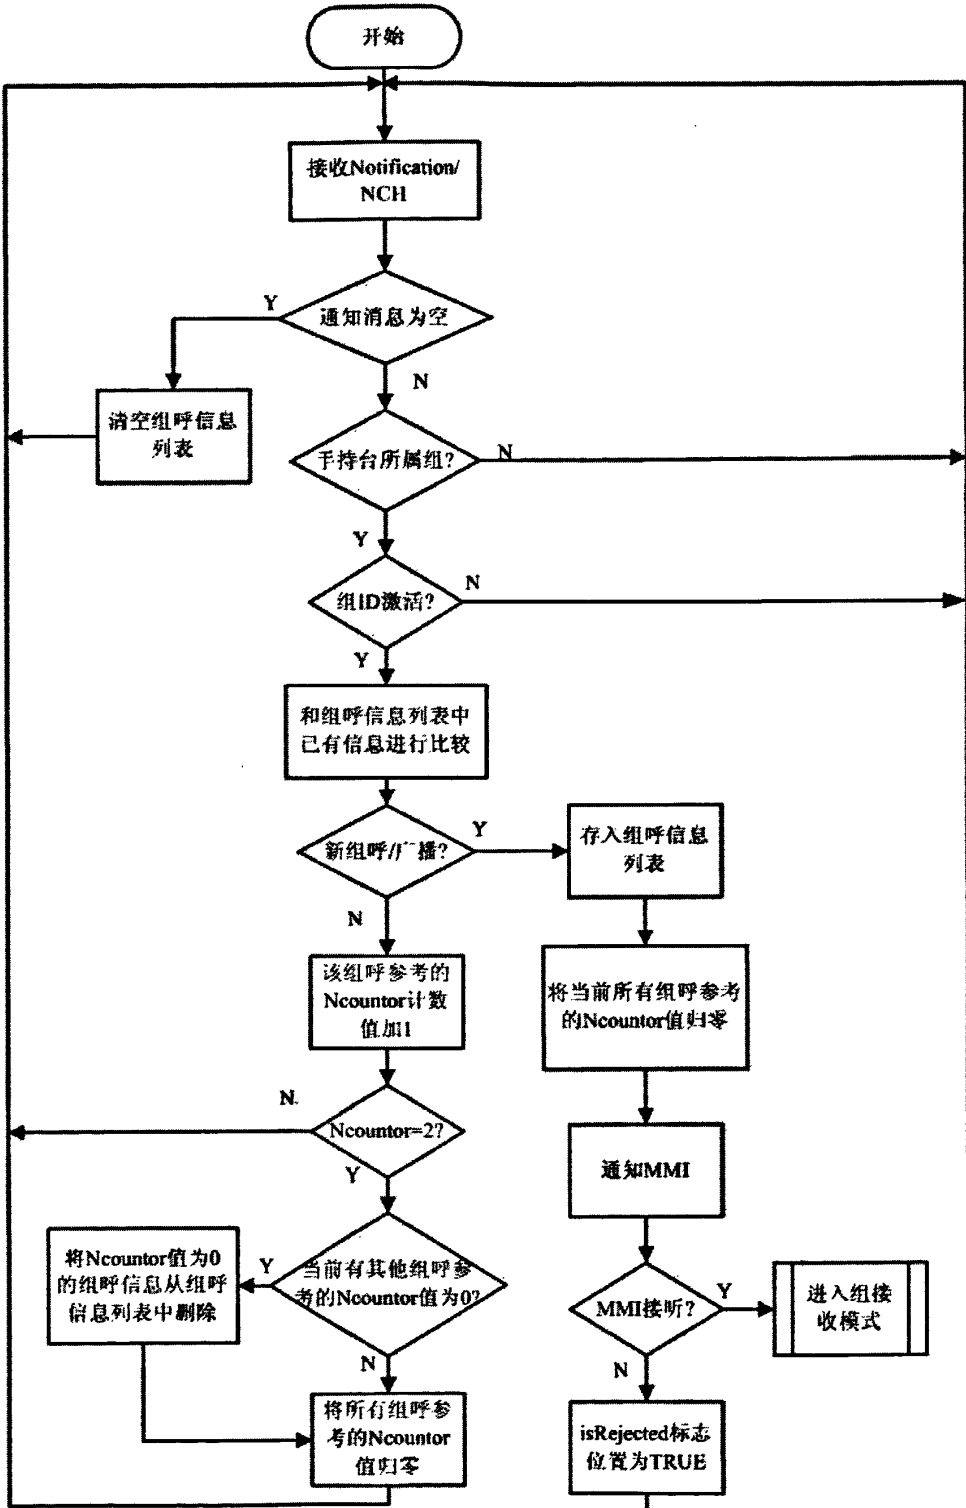 开始
接收Notification/
NCH
Y
通知消息为空
N
清空组呼信息
列表
手持台所属组?
N
Y
组ID激活?
N
Y
和组呼信息列表中
已有信息进行比较
新组呼/广播?
Y
存入组呼信息
列表
N
该组呼参考的
Ncountor计数
值加1
将当前所有组呼参考
的Ncountor值归零
N
Ncountor=2?
Y
通知MMI
将Ncountor值为0
的组呼信息从组呼
信息列表中删除
Y
当前有其他组呼参
考的Ncountor值为0?
N
MMI接听?
Y
进入组接
收模式
N
将所有组呼参
考的Ncountor
值归零
isRejected标志
位置为TRUE